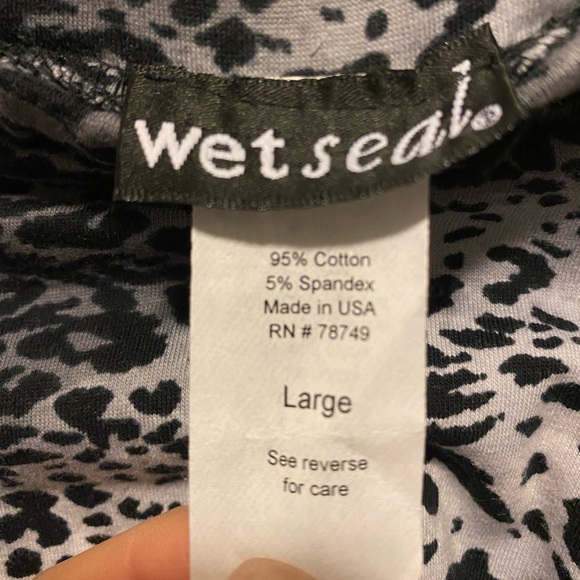 wetseal®
95% Cotton
5% Spandex
Made in USA
RN # 78749
Large
See reverse
for care